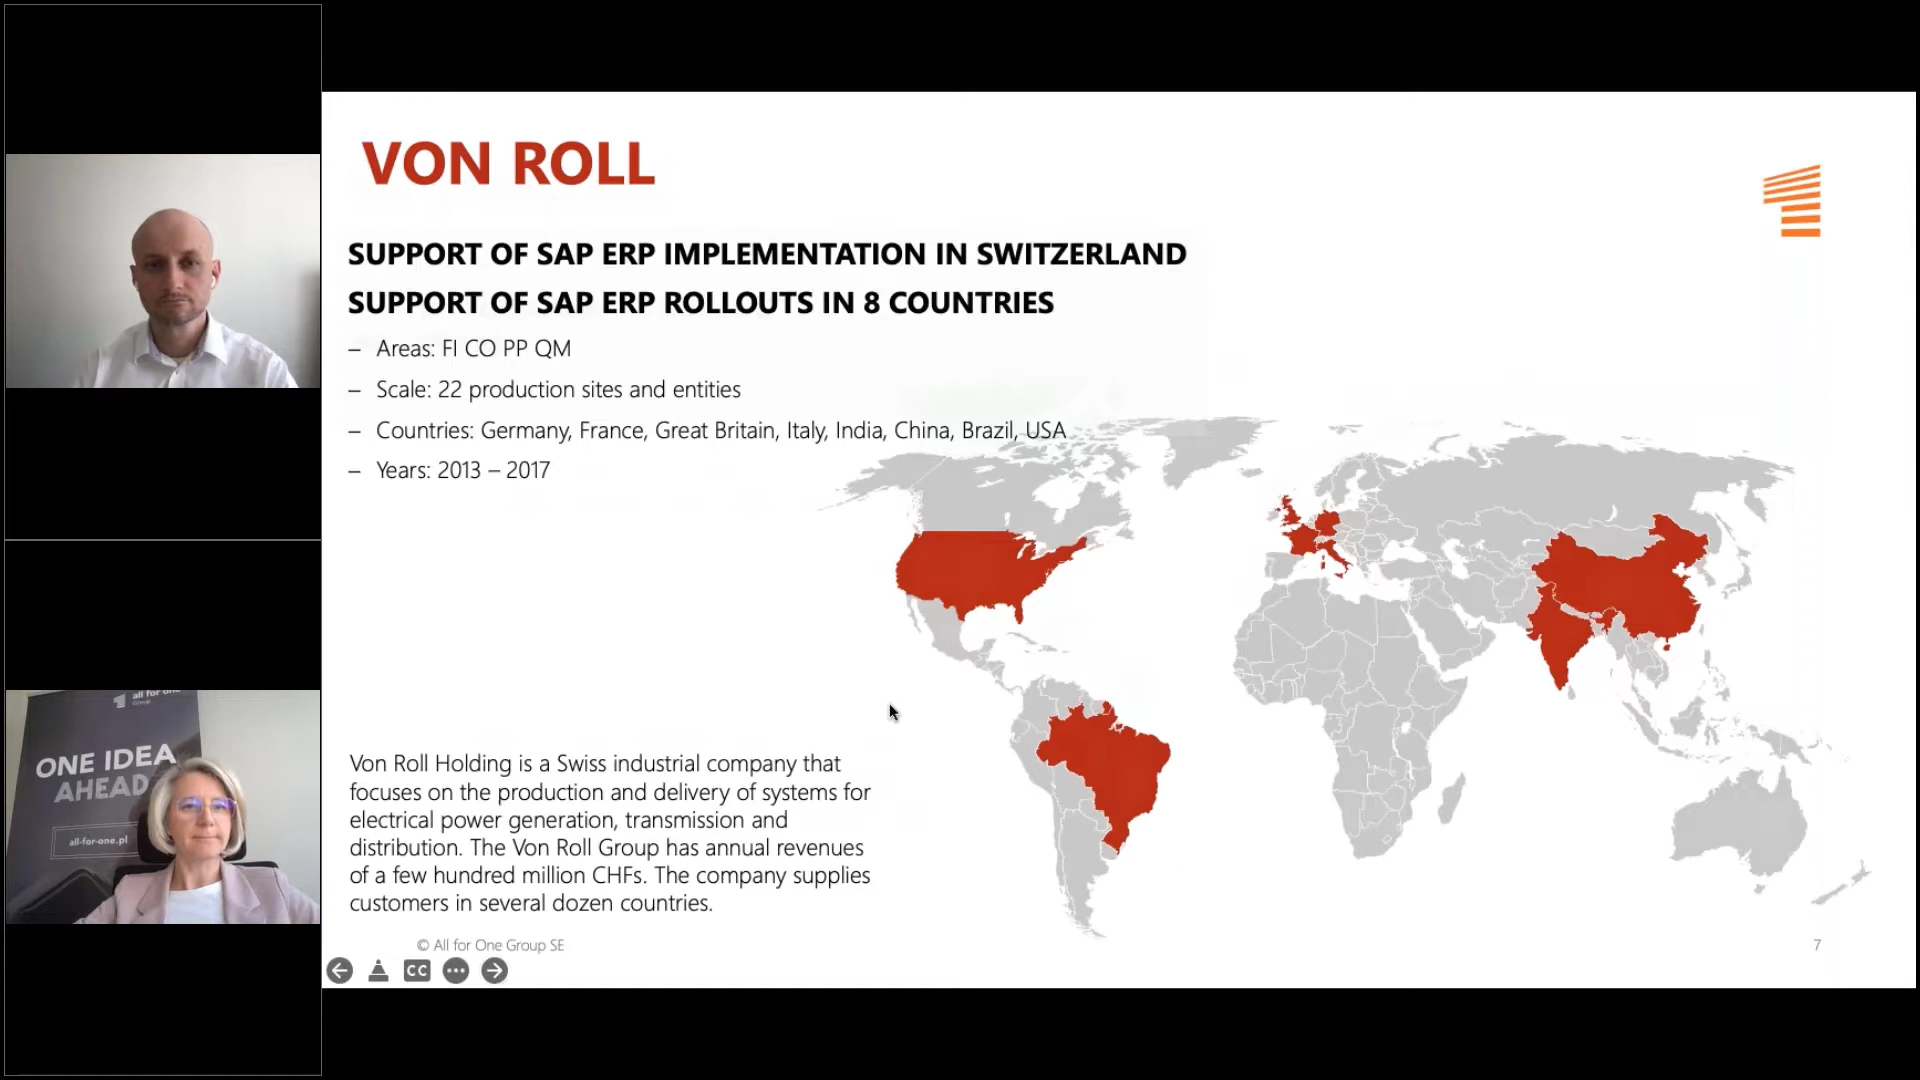 VON ROLL
SUPPORT OF SAP ERP IMPLEMENTATION IN SWITZERLAND
SUPPORT OF SAP ERP ROLLOUTS IN 8 COUNTRIES
– Areas: FI CO PP QM
– Scale: 22 production sites and entities
– Countries: Germany, France, Great Britain, Italy, India, China, Brazil, USA
– Years: 2013 – 2017
Von Roll Holding is a Swiss industrial company that
focuses on the production and delivery of systems for
electrical power generation, transmission and
distribution. The Von Roll Group has annual revenues
of a few hundred million CHFs. The company supplies
customers in several dozen countries.
© All for One Group SE
7
CC
all for one
Group
ONE IDEA
AHEAD
all-for-one.pl